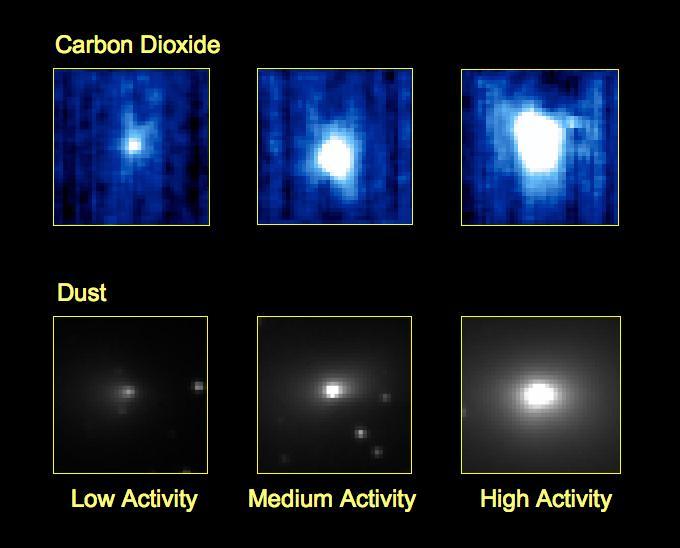 Carbon Dioxide
Dust
Low Activity
Medium Activity
High Activity